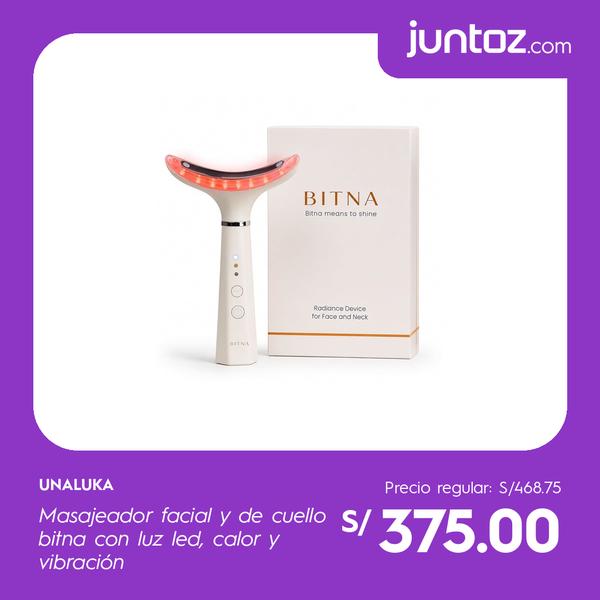 juntoz.com
BITNA
Bitna means to shine
Radiance Device
for Face and Neck
BITNA
UNALUKA
Masajeador facial y de cuello
bitna con luz led, calor y
vibración
Precio regular: S/468.75
S/375.00